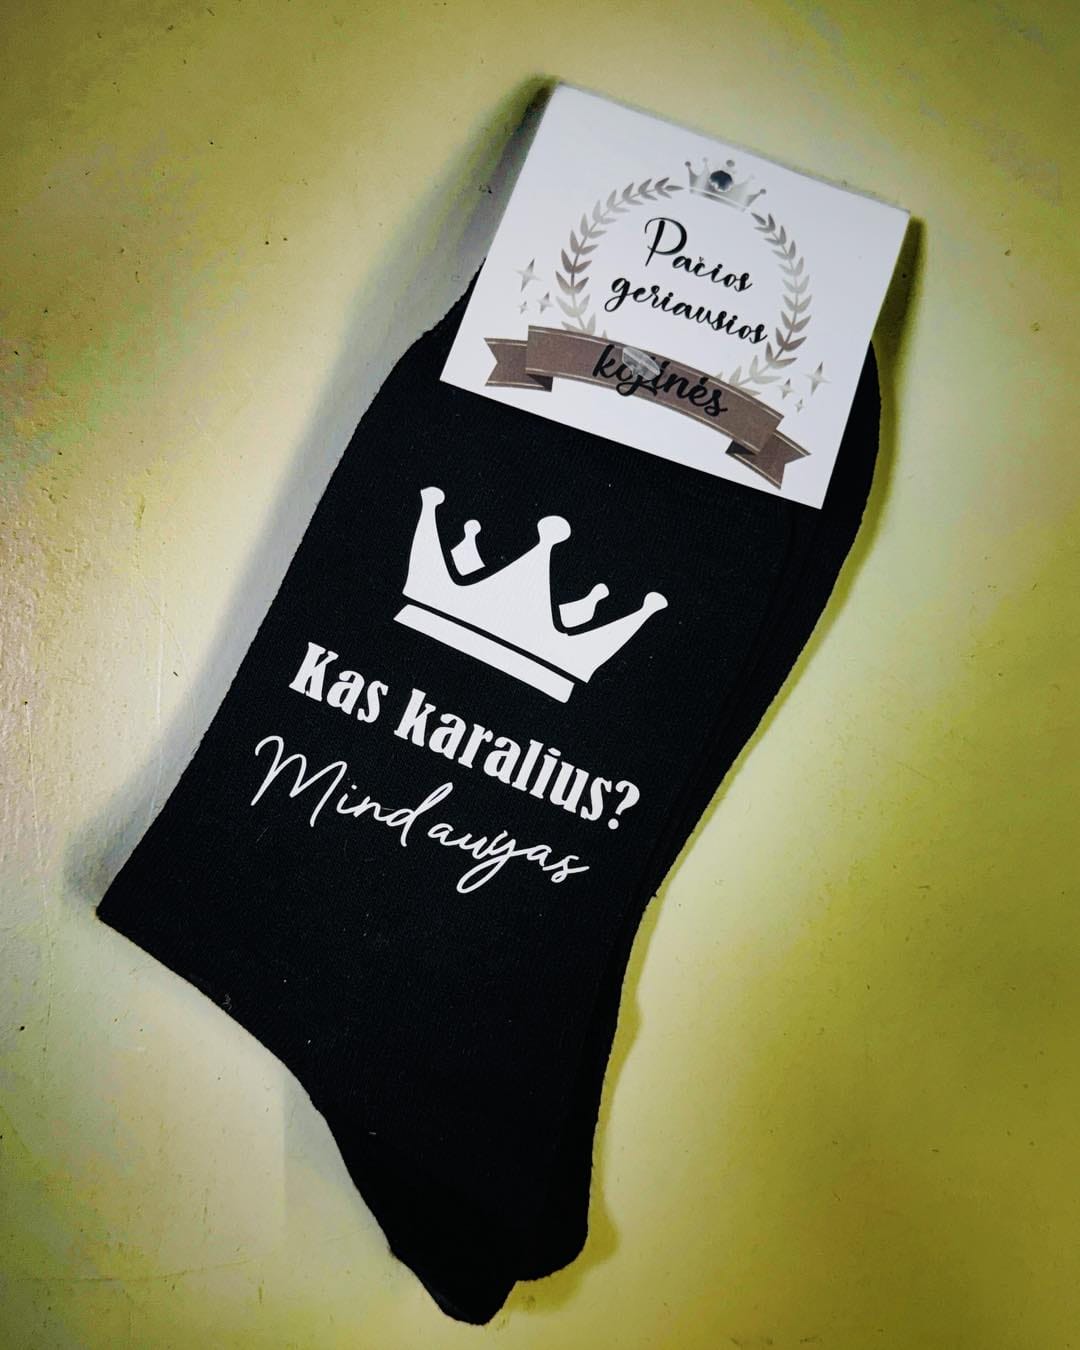 Pačios
geriausios
kojinės
Kas karalius?
Mindaugas